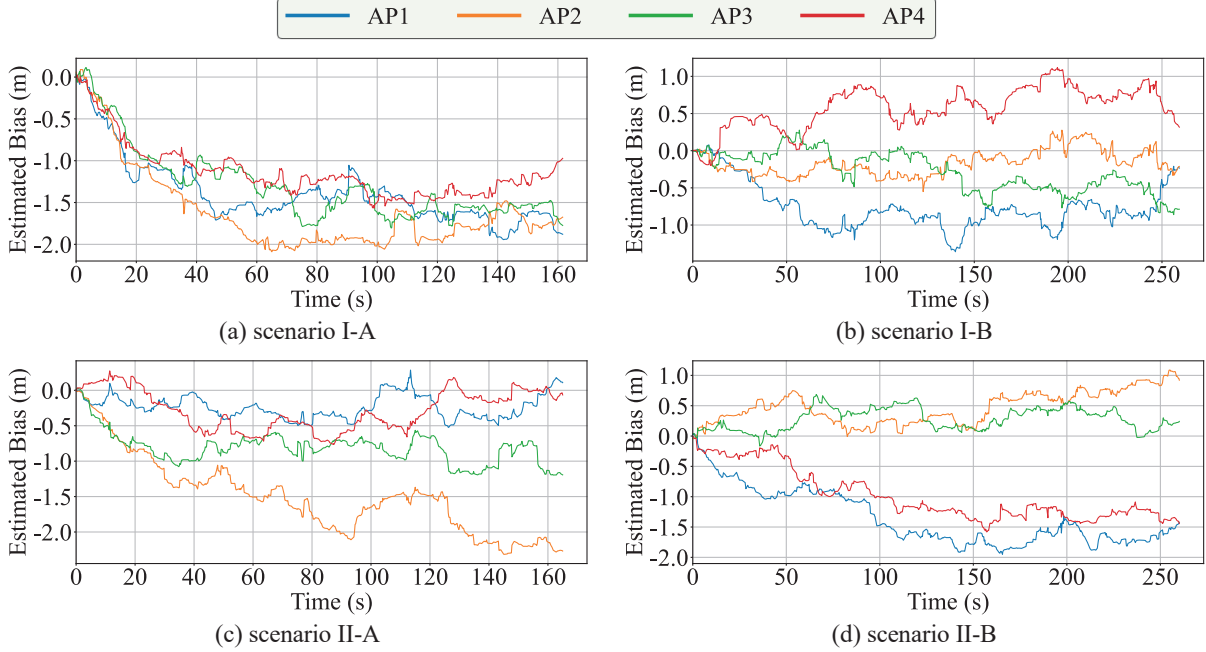 AP1 AP2 AP3 AP4
Estimated Bias (m)
0.0
-0.5
-1.0
-1.5
-2.0
0 20 40 60 80 100 120 140 160
Time (s)
(a) scenario I-A
Estimated Bias (m)
1.0
0.5
0.0
-0.5
-1.0
0 50 100 150 200 250
Time (s)
(b) scenario I-B
Estimated Bias (m)
0.0
-0.5
-1.0
-1.5
-2.0
0 20 40 60 80 100 120 140 160
Time (s)
(c) scenario II-A
Estimated Bias (m)
1.0
0.5
0.0
-0.5
-1.0
-1.5
-2.0
0 50 100 150 200 250
Time (s)
(d) scenario II-B